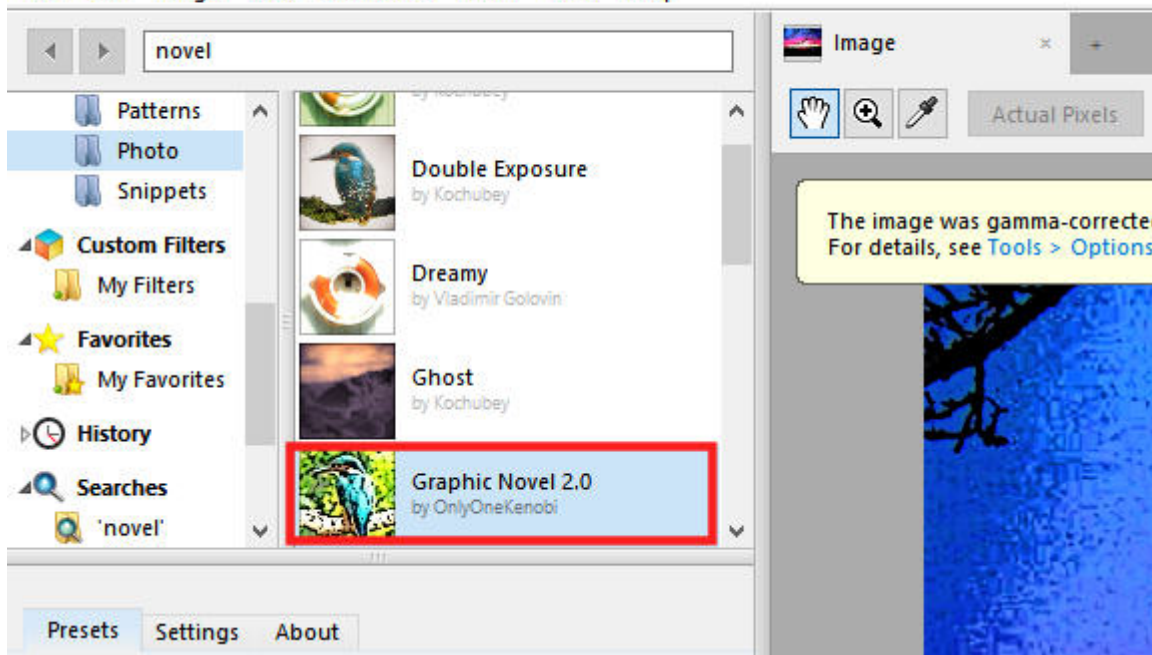 novel
Patterns
Photo
Snippets
Custom Filters
My Filters
Favorites
My Favorites
History
Searches
'novel'
by Kochubey
Double Exposure
by Kochubey
Dreamy
by Vladimir Golovin
Ghost
by Kochubey
Graphic Novel 2.0
by OnlyOneKenobi
Presets Settings About
Image
Actual Pixels
The image was gamma-correcte
For details, see Tools > Options